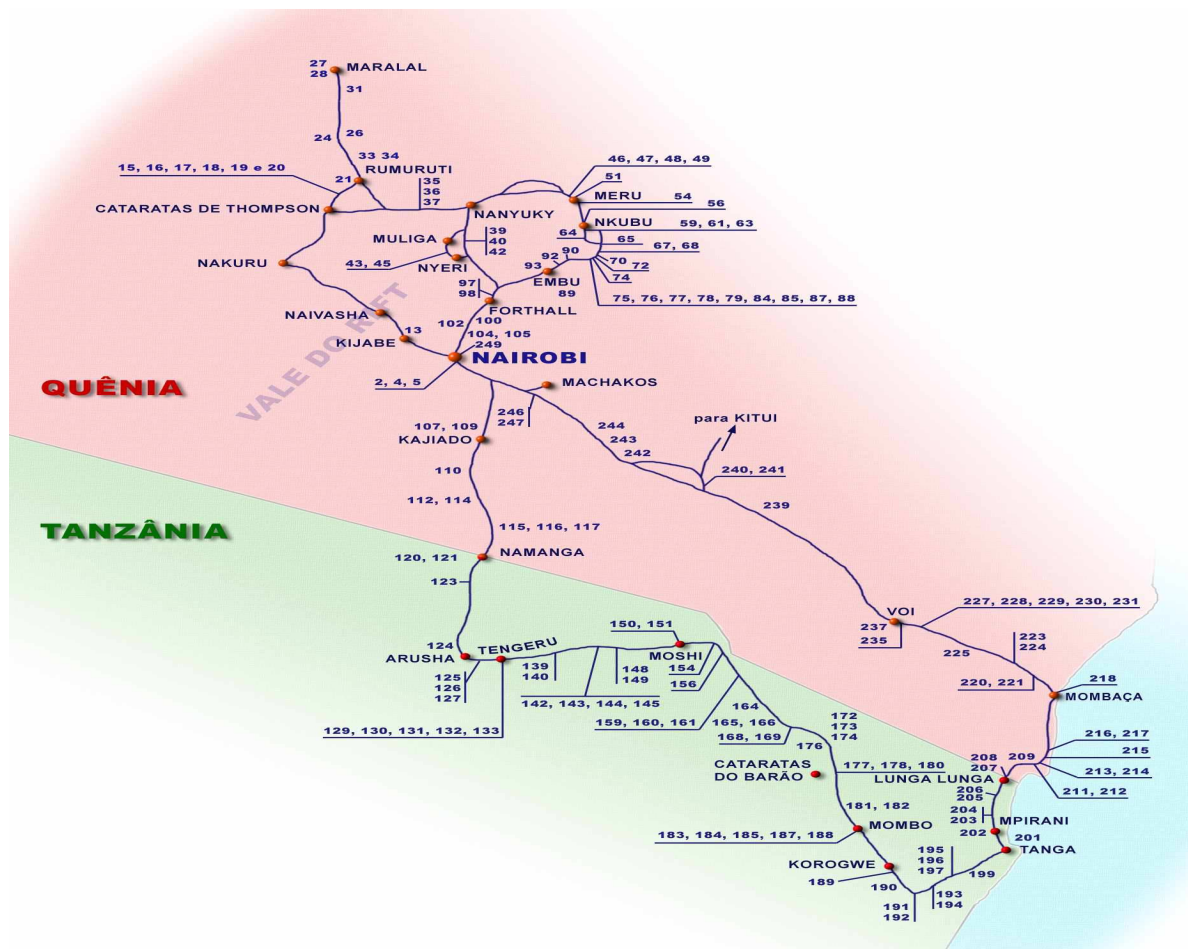 27
28
MARALAL
31
24
26
33 34
15, 16, 17, 18, 19 e 20
21
RUMURUTI
35
36
37
CATARATAS DE THOMPSON
46, 47, 48, 49
51
MERU
54
56
NANYUKY
NKUBU
59, 61, 63
64
65
67, 68
39
40
42
MULIGA
43, 45
NYERI
NAKURU
90
92
93
70
72
74
EMBU
89
97
98
75, 76, 77, 78, 79, 84, 85, 87, 88
FORTHALL
NAIVASHA
100
102
13
104, 105
249
KIJABE
NAIROBI
VALE DO RIFT
QUÊNIA
2, 4, 5
MACHAKOS
246
247
107, 109
KAJIADO
244
243
242
para KITUI
240, 241
110
112, 114
239
TANZÂNIA
115, 116, 117
120, 121
NAMANGA
123
VOI
227, 228, 229, 230, 231
237
235
150, 151
223
224
225
124
TENGERU
ARUSHA
MOSHI
125
126
127
139
140
148
149
154
156
220, 221
218
MOMBAÇA
142, 143, 144, 145
164
159, 160, 161
165, 166
168, 169
172
173
174
129, 130, 131, 132, 133
176
216, 217
215
208
209
207
CATARATAS
DO BARÃO
177, 178, 180
LUNGA LUNGA
213, 214
211, 212
206
205
181, 182
204
203
MPIRANI
202
201
MOMBO
183, 184, 185, 187, 188
TANGA
195
196
197
KOROGWE
199
189
190
193
194
191
192